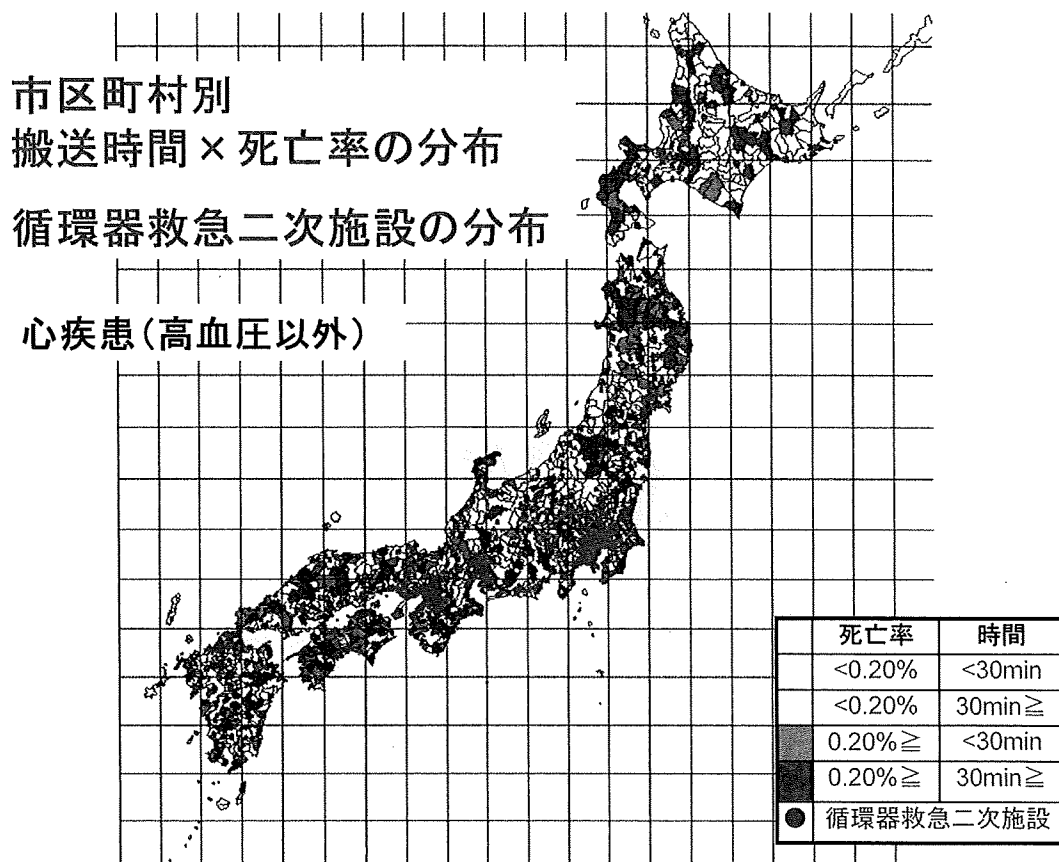 市区町村別
搬送時間×死亡率の分布
循環器救急二次施設の分布
心疾患(高血圧以外)
死亡率 時間
<0.20% <30min
<0.20% 30min≧
0.20%≧ <30min
0.20%≧ 30min≧
循環器救急二次施設